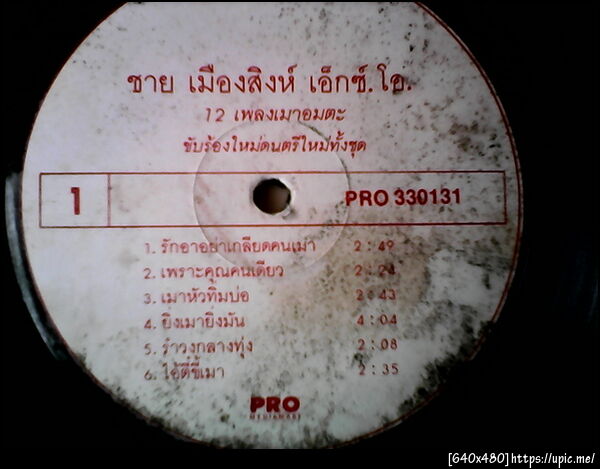 ชาย เมืองสิงห์ เอ็กซ์.โอ.
12 เพลงเมาอมตะ
ขับร้องใหม่ดนตรีใหม่ทั้งชุด
1 PRO 330131
1. รักอาอย่าเกลียดคนเมา 2:49
2. เพราะคุณคนเดียว 2:24
3. เมาหัวทิ่มบ่อ 2:43
4. ยิ่งเมายิ่งมัน 4:04
5. รำวงกลางทุ่ง 2:08
6. ไอ้ตี๋ขี้เมา 2:35
PRO
MEDIAMART
[640x480] https://upic.me/